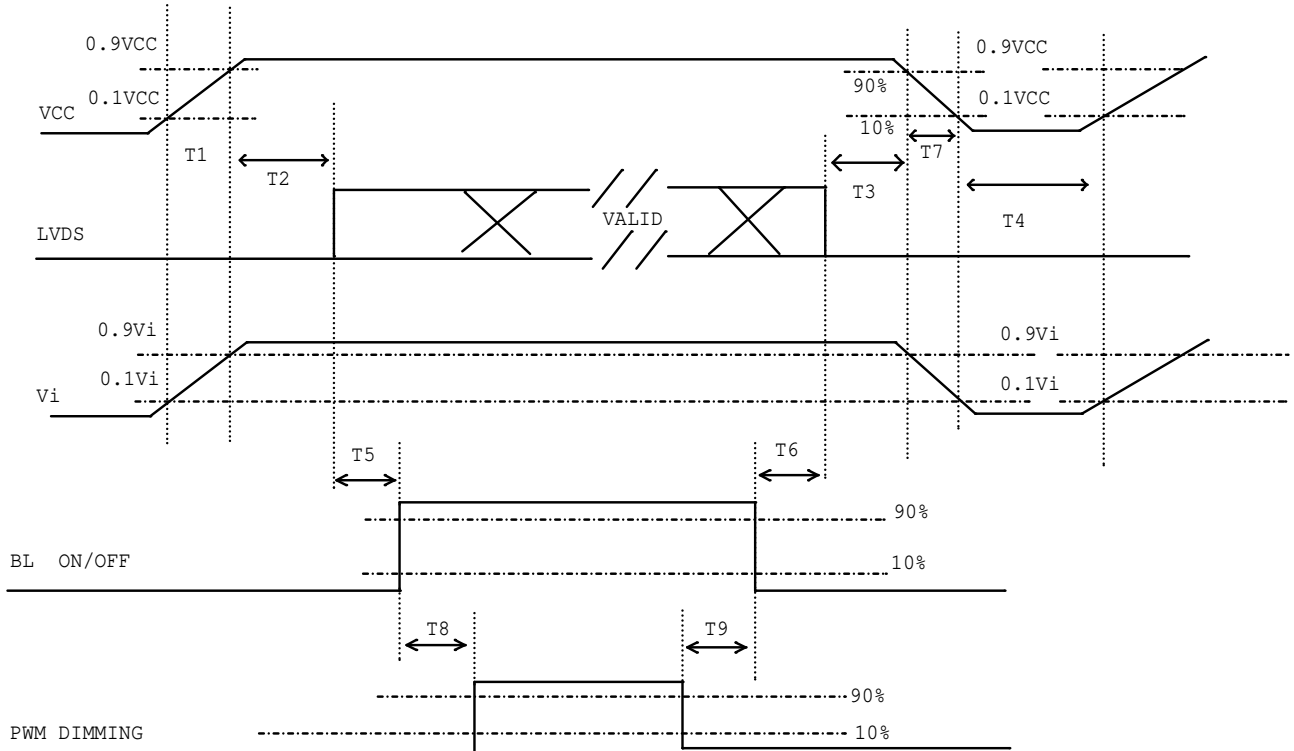 0.9VCC
0.9VCC
90%
0.1VCC
0.1VCC
VCC
10%
T1
T7
T2
T3
VALID
T4
LVDS
0.9Vi
0.9Vi
0.1Vi
0.1Vi
Vi
T5
T6
90%
BL ON/OFF
10%
T8
T9
90%
PWM DIMMING
10%